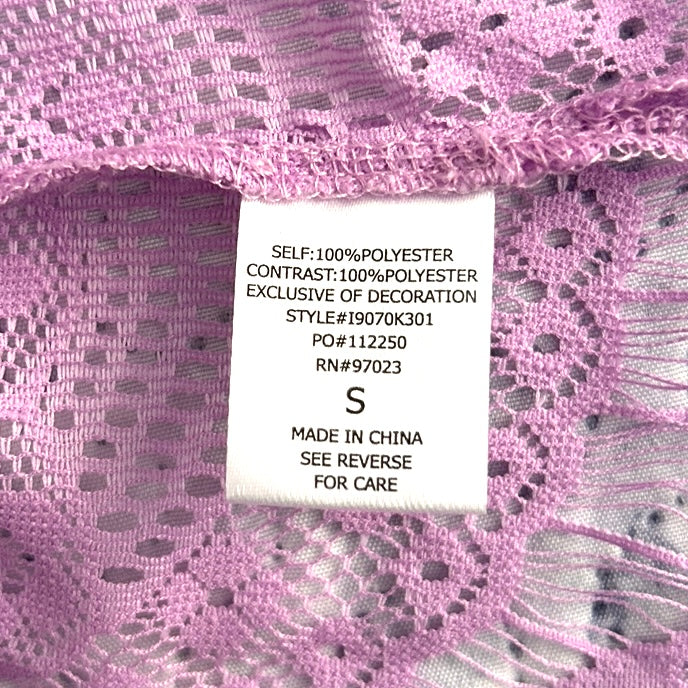 SELF:100%POLYESTER
CONTRAST:100%POLYESTER
EXCLUSIVE OF DECORATION
STYLE#I9070K301
PO#112250
RN#97023
S
MADE IN CHINA
SEE REVERSE
FOR CARE